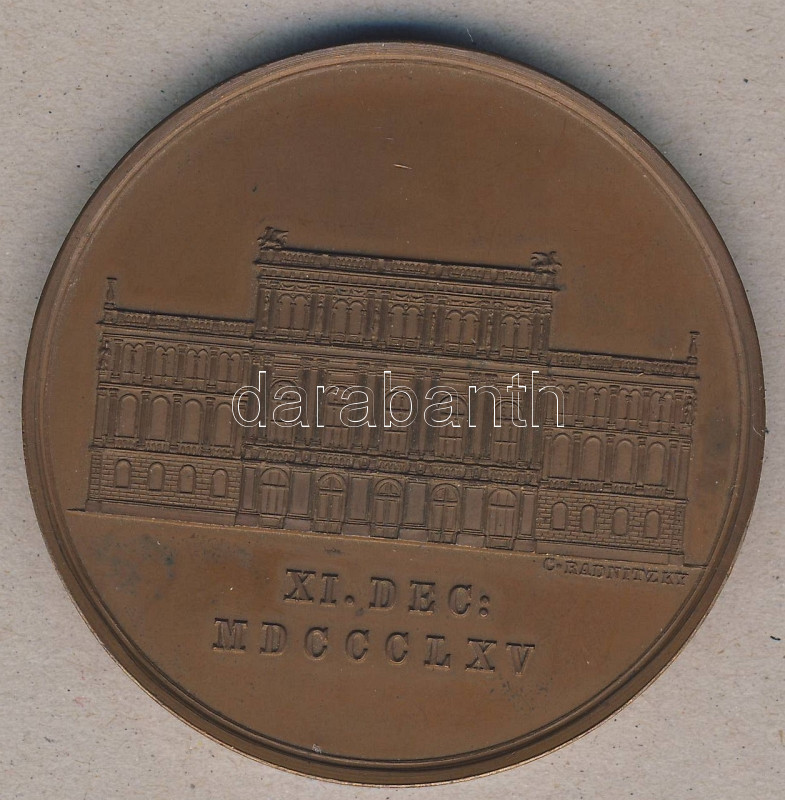 darabanth
C. RADNITZKY
XI. DEC:
MDCCCLXV